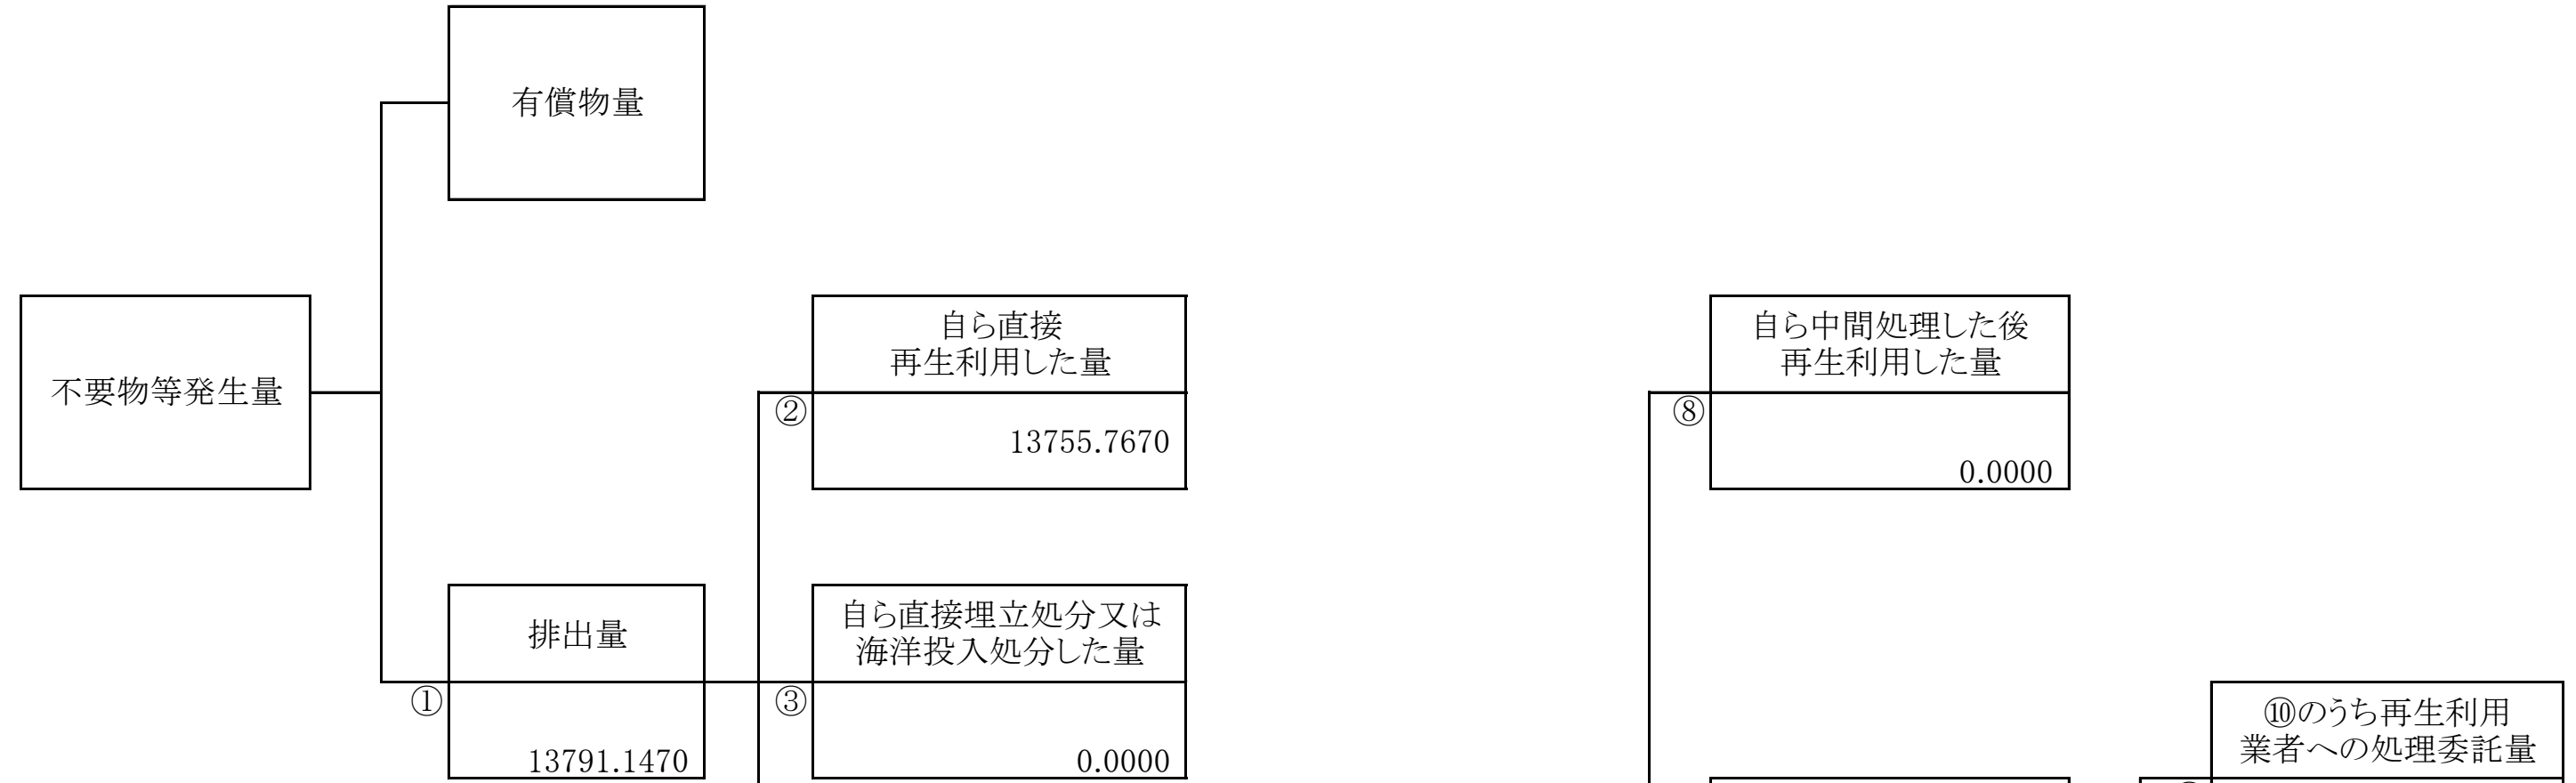 有償物量
不要物等発生量
自ら直接
再生利用した量
②
13755.7670
自ら中間処理した後
再生利用した量
⑧
0.0000
排出量
①
13791.1470
自ら直接埋立処分又は
海洋投入処分した量
③
0.0000
⑩のうち再生利用
業者への処理委託量